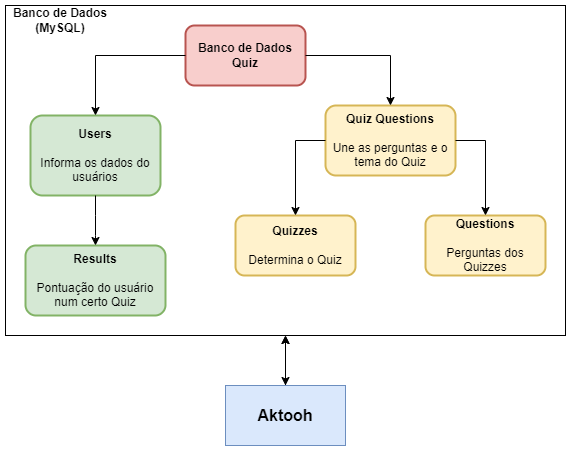 Banco de Dados
(MySQL)
Banco de Dados
Quiz
Users
Informa os dados do
usuários
Quiz Questions
Une as perguntas e o
tema do Quiz
Results
Pontuação do usuário
num certo Quiz
Quizzes
Determina o Quiz
Questions
Perguntas dos
Quizzes
Aktooh